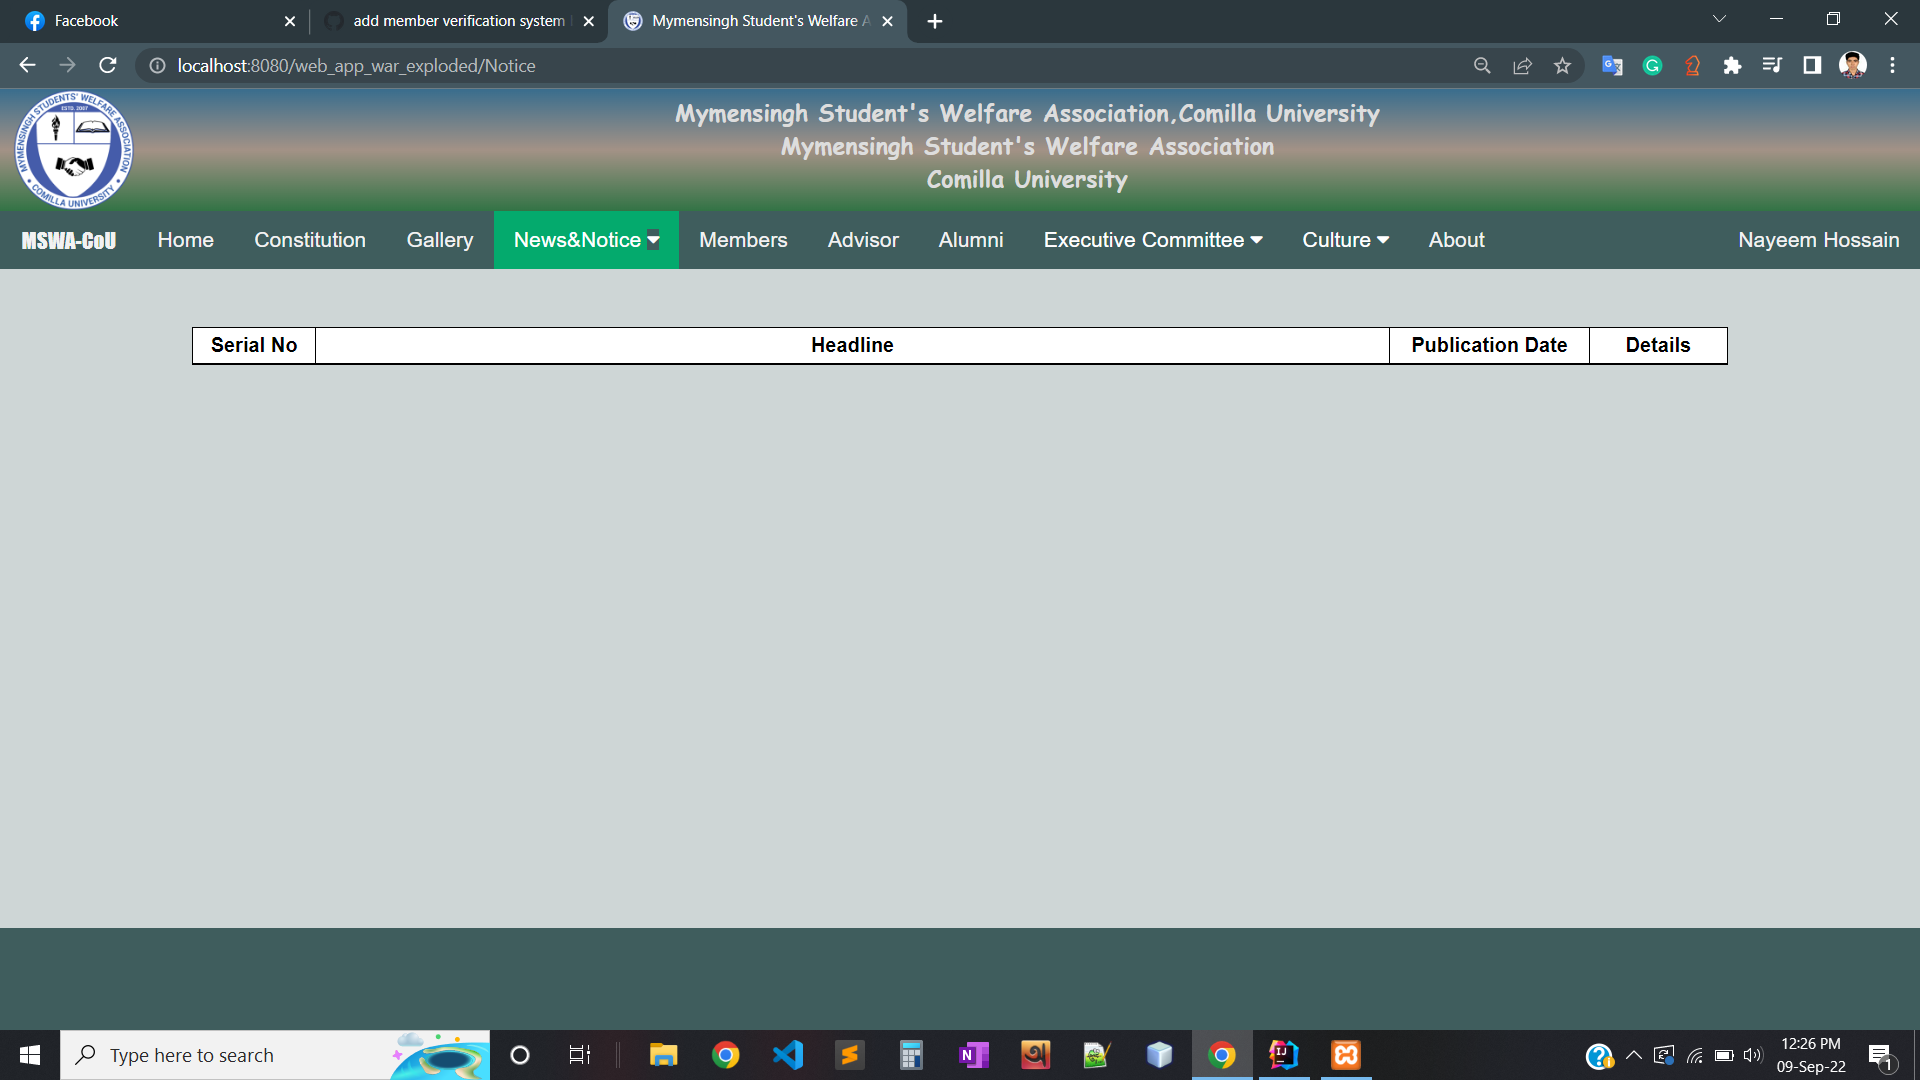 Facebook
add member verification system
Mymensingh Student's Welfare A
localhost:8080/web_app_war_exploded/Notice
MYMENSINGH STUDENTS' WELFARE ASSOCIATION
ESTD. 2007
COMILLA UNIVERSITY
Mymensingh Student's Welfare Association,Comilla University
Mymensingh Student's Welfare Association
Comilla University
MSWA-CoU Home Constitution Gallery News&Notice Members Advisor Alumni Executive Committee Culture About Nayeem Hossain
Serial No Headline Publication Date Details
Type here to search
12:26 PM
09-Sep-22
1